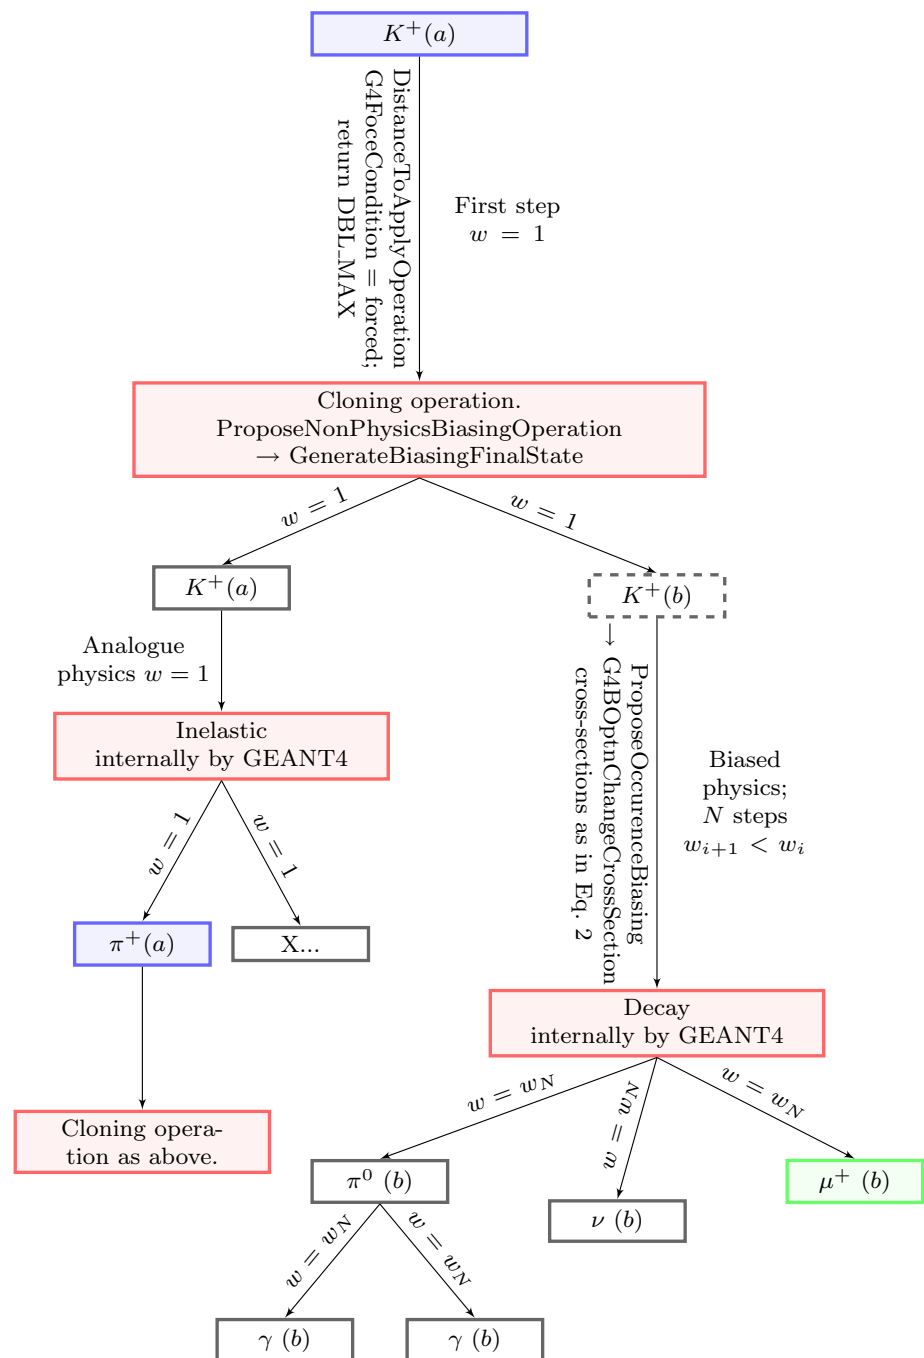 K⁺(a)
DistanceToApplyOperation
G4FoceCondition = forced;
return DBL_MAX
First step
w = 1
Cloning operation.
ProposeNonPhysicsBiasingOperation
→ GenerateBiasingFinalState
w = 1
w = 1
K⁺(a)
K⁺(b)
Analogue
physics w = 1
ProposeOccurenceBiasing
→ G4BOptnChangeCrossSection
cross-sections as in Eq. 2
Biased
physics;
N steps
wᵢ₊₁ < wᵢ
Inelastic
internally by GEANT4
w = 1
w = 1
π⁺(a)
X...
Decay
internally by GEANT4
w = w_N
w = w_N
w = w_N
Cloning opera-
tion as above.
π⁰ (b)
ν (b)
μ⁺ (b)
w = w_N
w = w_N
γ (b)
γ (b)